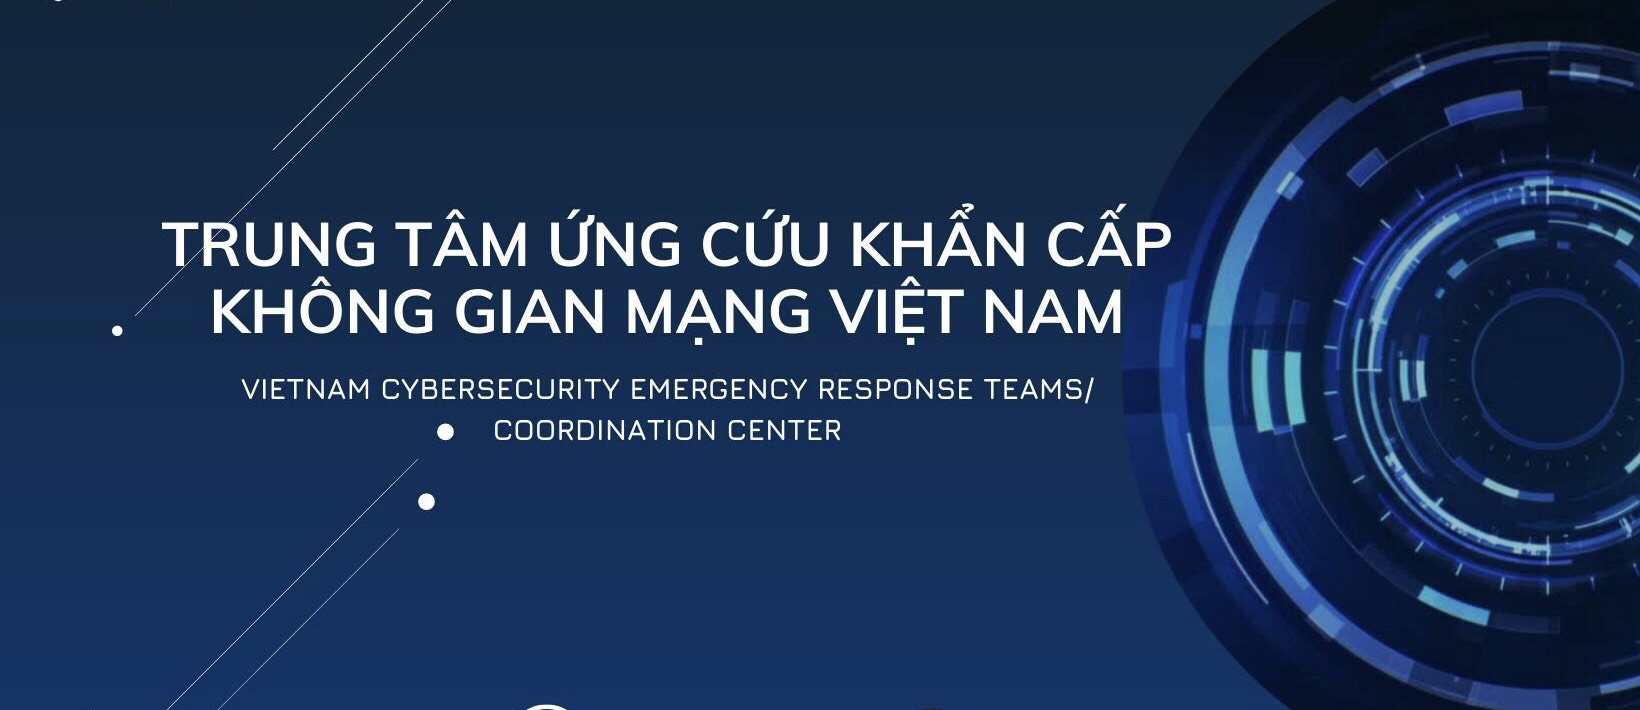 TRUNG TÂM ỨNG CỨU KHẨN CẤP
KHÔNG GIAN MẠNG VIỆT NAM
VIETNAM CYBERSECURITY EMERGENCY RESPONSE TEAMS/
COORDINATION CENTER